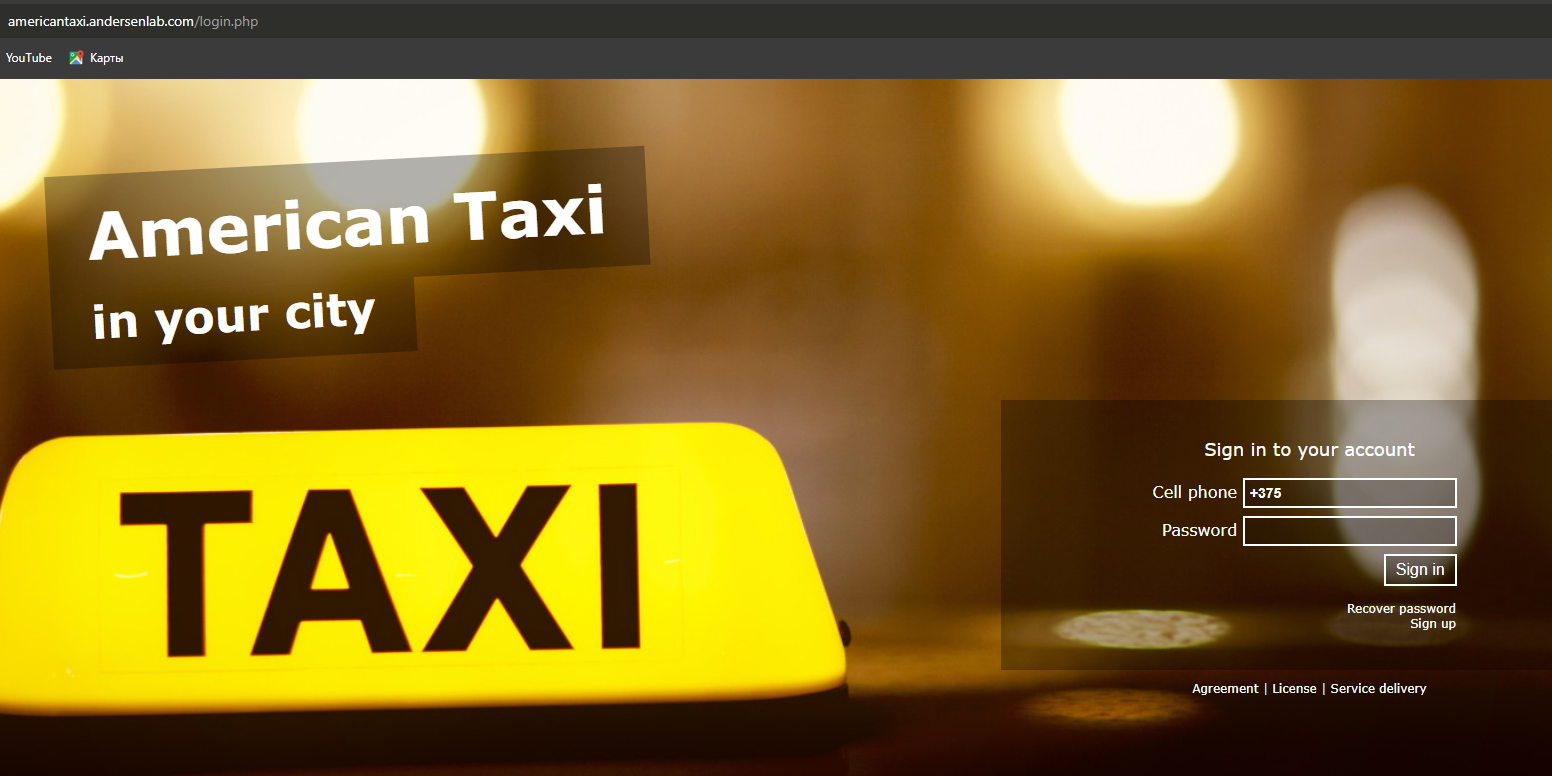 americantaxi.andersenlab.com/login.php
YouTube Карты
American Taxi
in your city
TAXI
Sign in to your account
Cell phone +375
Password
Sign in
Recover password
Sign up
Agreement | License | Service delivery